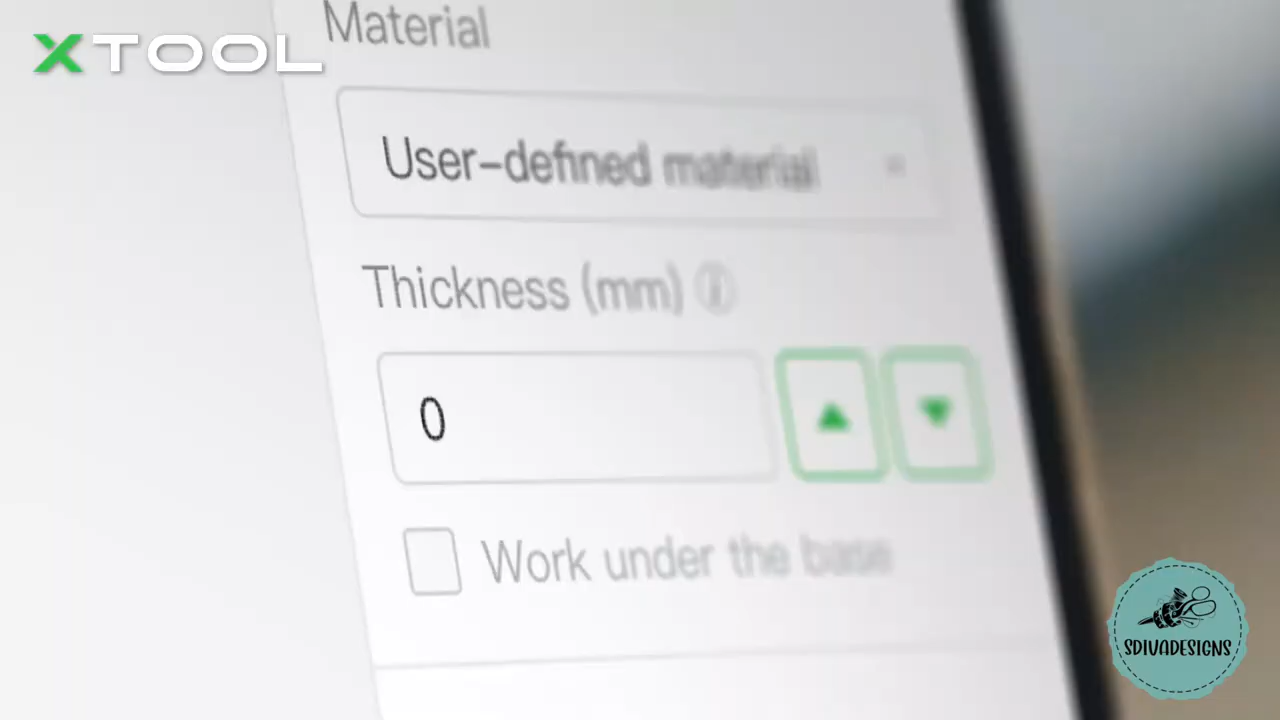 XTOOL
Material
User-defined material
Thickness (mm)
0
Work under the base
SDIVADESIGNS